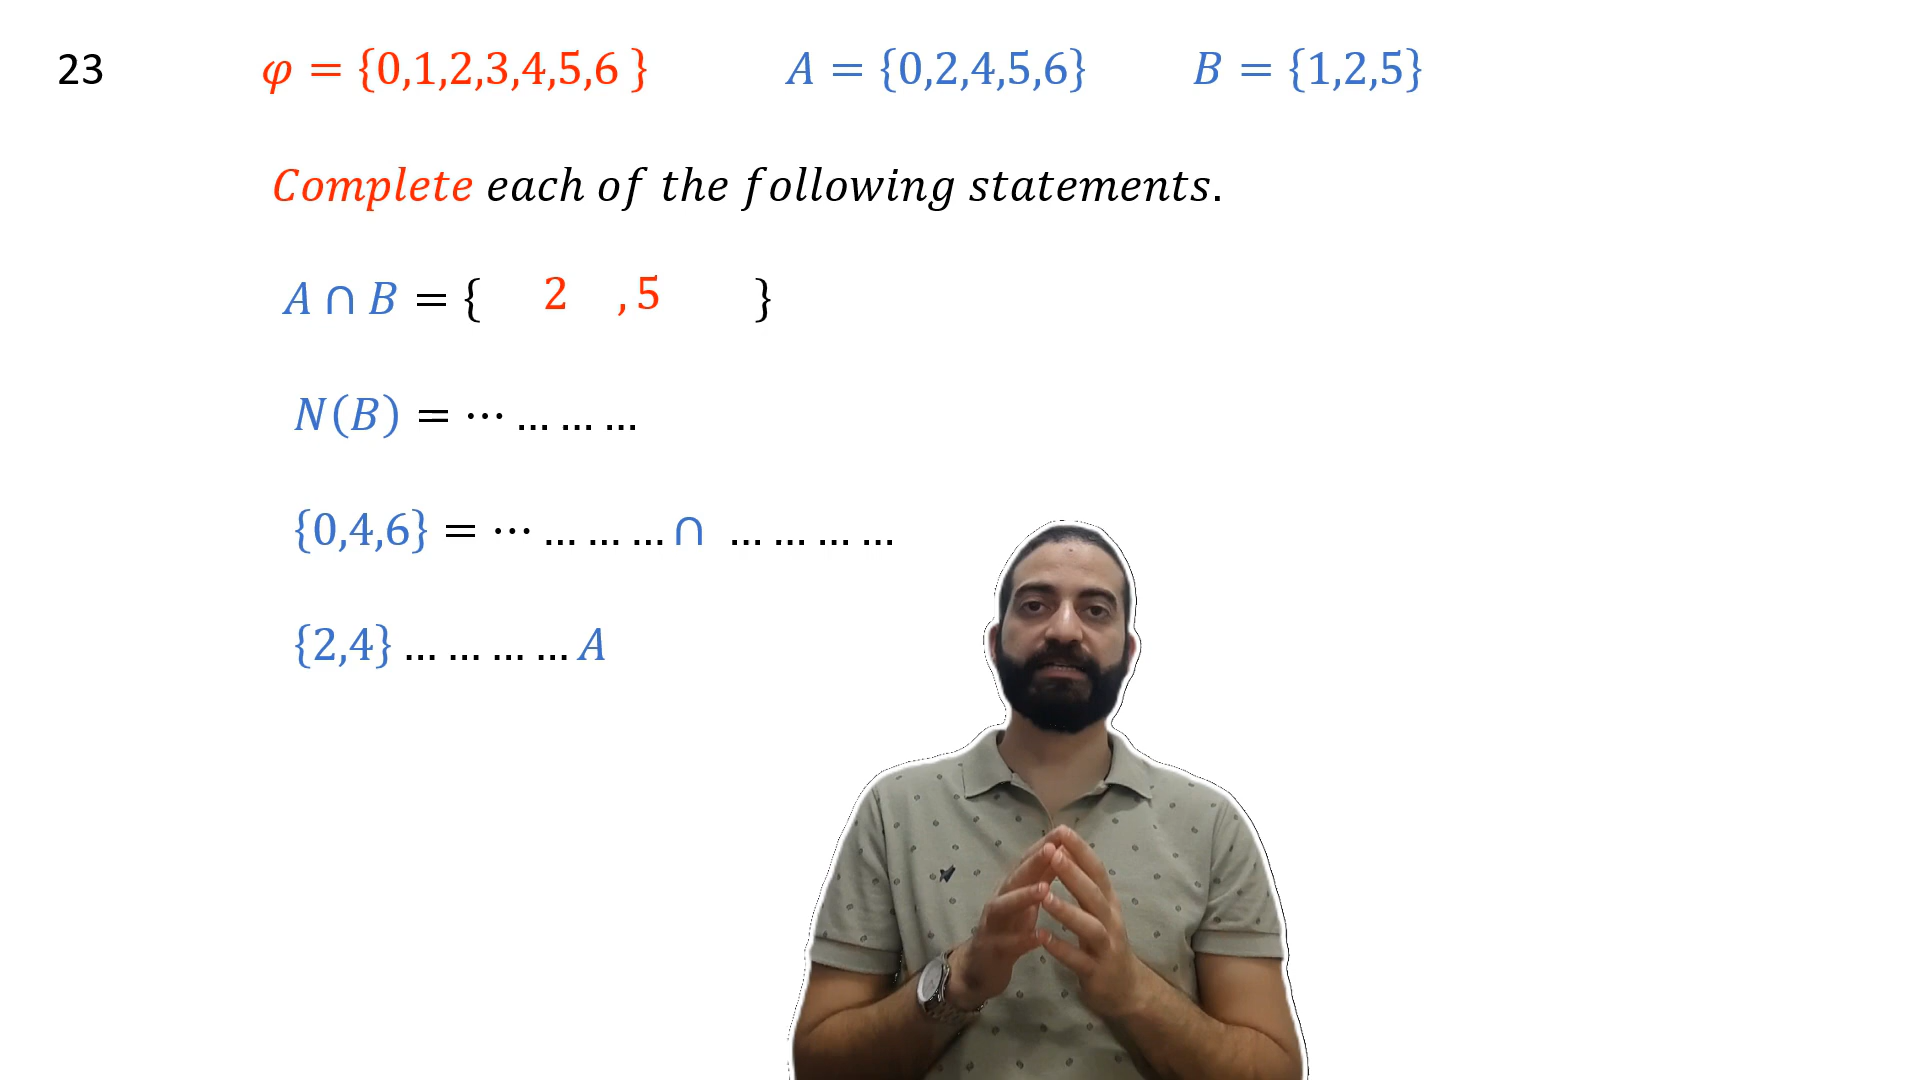 23 φ = {0,1,2,3,4,5,6 } A = {0,2,4,5,6} B = {1,2,5}
Complete each of the following statements.
A ∩ B = { 2 , 5 }
N(B) = ⋯ … … …
{0,4,6} = ⋯ … … … ∩ … … … …
{2,4} … … … … A